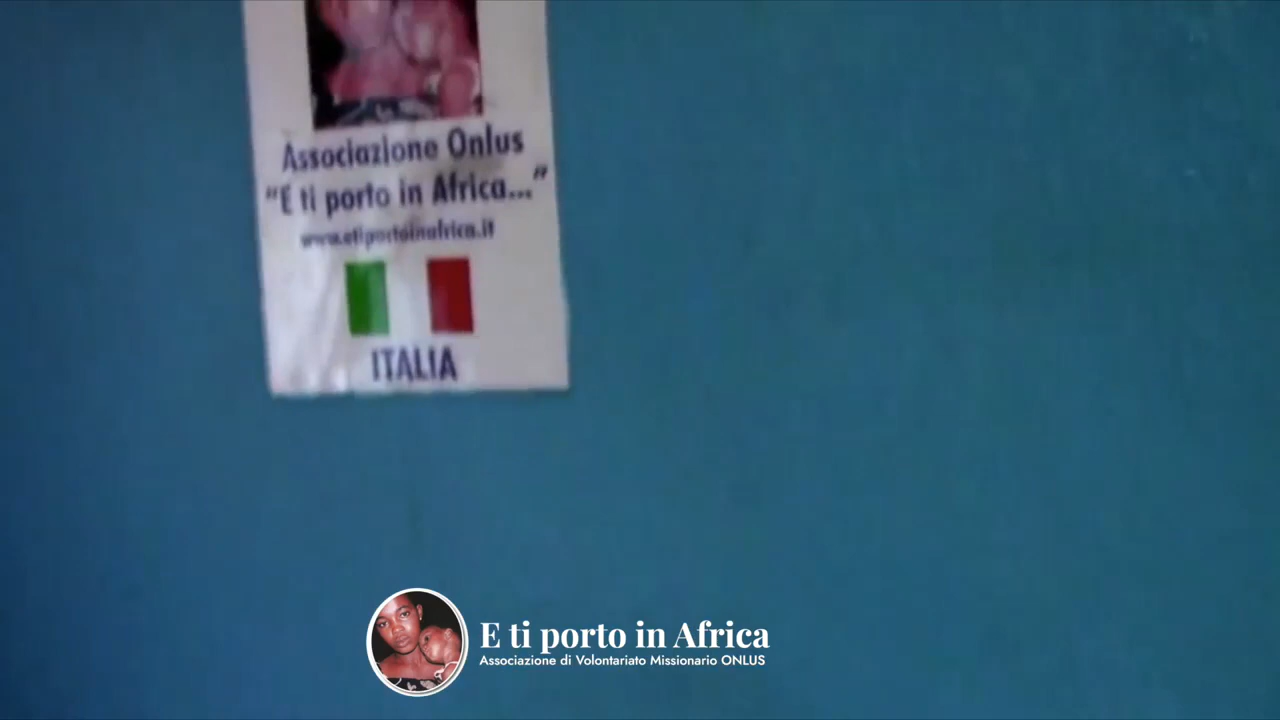 Associazione Onlus
"E ti porto in Africa..."
www.etiportoinafrica.it
ITALIA
E ti porto in Africa
Associazione di Volontariato Missionario ONLUS